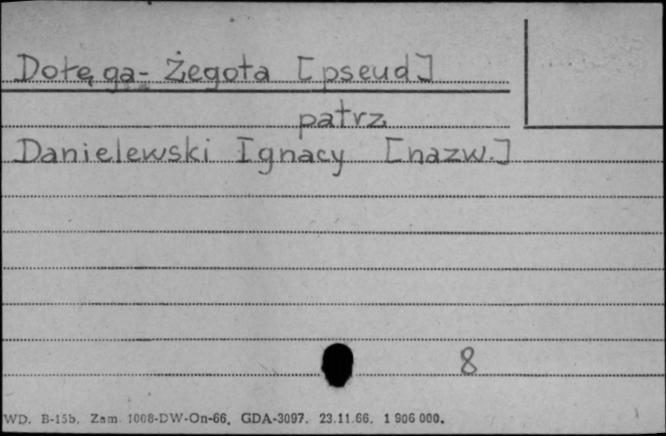 Dołęga-Żegota [pseud]
patrz
Danielewski Ignacy [nazw.]
8
WD. B-15b. Zam. 1008-DW-On-66. GDA-3097. 23.11.66. 1 906 000.